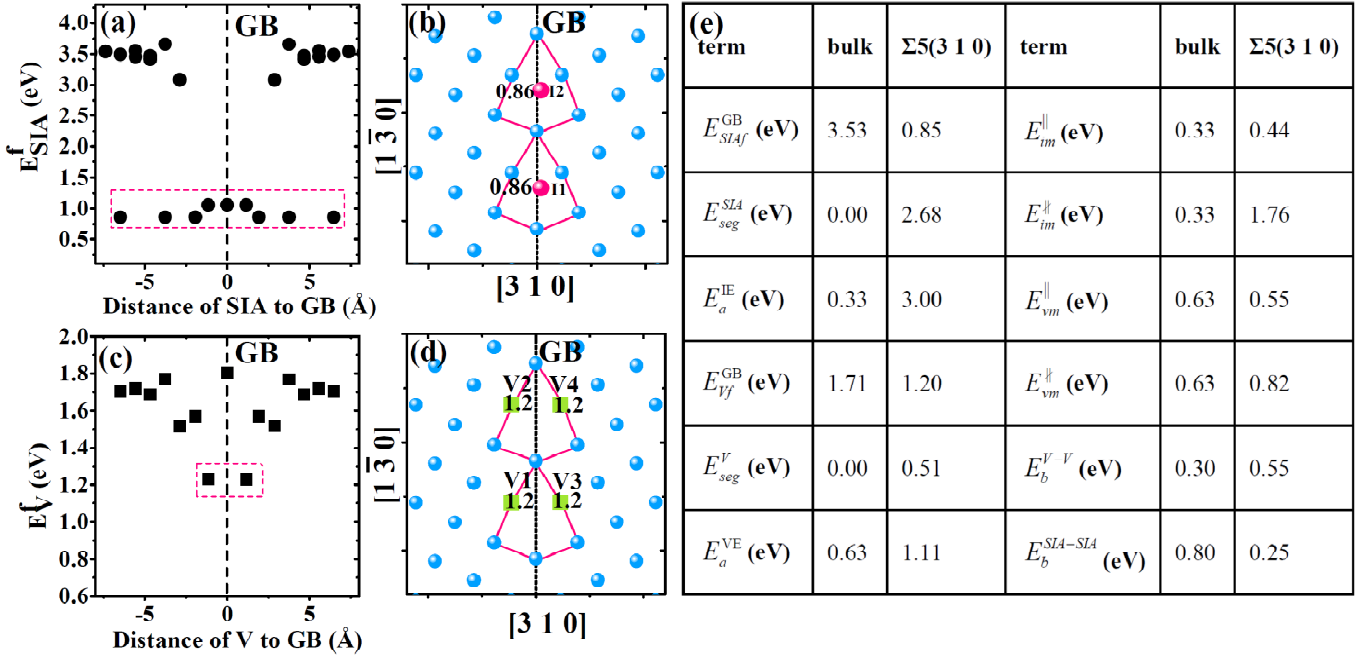 (a)
GB
4.0
3.5
3.0
2.5
2.0
1.5
1.0
0.5
E^f_SIA (eV)
-5 0 5
Distance of SIA to GB (Å)
(b)
GB
0.86 I2
0.86 I1
[1 3̄ 0]
[3 1 0]
(c)
GB
2.0
1.8
1.6
1.4
1.2
1.0
0.8
0.6
E^f_V (eV)
-5 0 5
Distance of V to GB (Å)
(d)
GB
V2 V4
1.2 1.2
V1 V3
1.2 1.2
[1 3̄ 0]
[3 1 0]
(e)
term bulk Σ5(3 1 0) term bulk Σ5(3 1 0)
E^GB_SIAf (eV) 3.53 0.85 E^∥_im (eV) 0.33 0.44
E^SIA_seg (eV) 0.00 2.68 E^∦_im (eV) 0.33 1.76
E^IE_a (eV) 0.33 3.00 E^∥_vm (eV) 0.63 0.55
E^GB_Vf (eV) 1.71 1.20 E^∦_vm (eV) 0.63 0.82
E^V_seg (eV) 0.00 0.51 E^V-V_b (eV) 0.30 0.55
E^VE_a (eV) 0.63 1.11 E^SIA-SIA_b (eV) 0.80 0.25